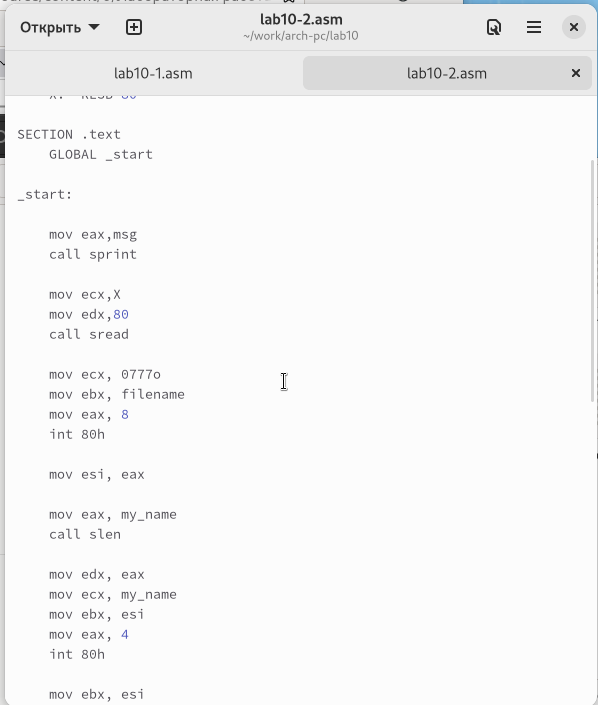 Открыть
lab10-2.asm
~/work/arch-pc/lab10
lab10-1.asm
lab10-2.asm
X: RESB 80
SECTION .text
GLOBAL _start
_start:
mov eax,msg
call sprint
mov ecx,X
mov edx,80
call sread
mov ecx, 0777o
mov ebx, filename
mov eax, 8
int 80h
mov esi, eax
mov eax, my_name
call slen
mov edx, eax
mov ecx, my_name
mov ebx, esi
mov eax, 4
int 80h
mov ebx, esi